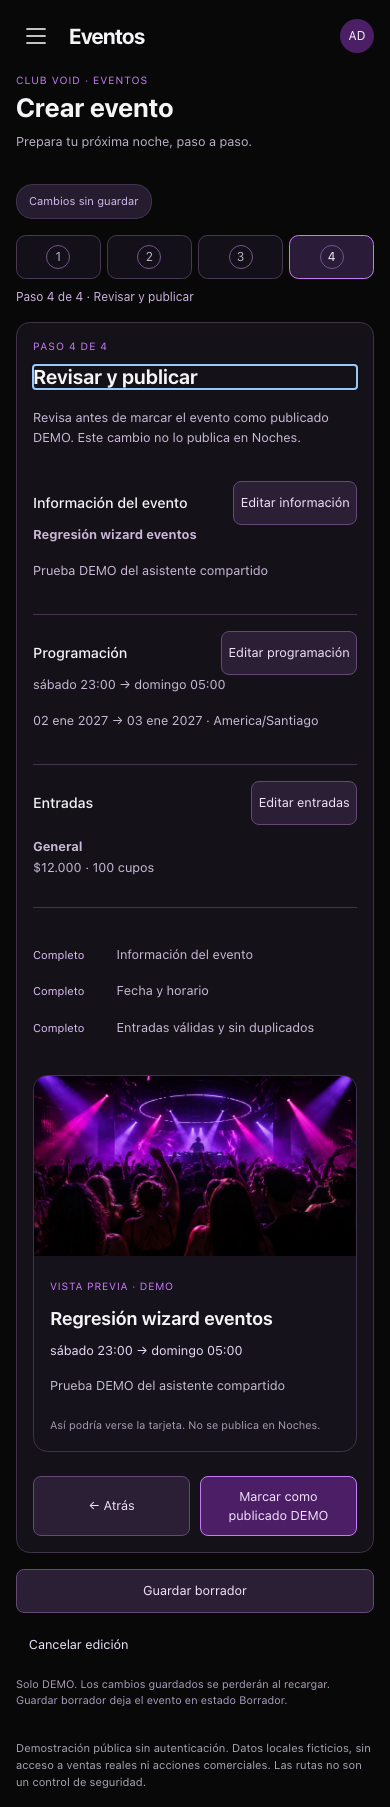 Eventos
AD
CLUB VOID · EVENTOS
Crear evento
Prepara tu próxima noche, paso a paso.
Cambios sin guardar
1
2
3
4
Paso 4 de 4 · Revisar y publicar
PASO 4 DE 4
Revisar y publicar
Revisa antes de marcar el evento como publicado
DEMO. Este cambio no lo publica en Noches.
Información del evento
Editar información
Regresión wizard eventos
Prueba DEMO del asistente compartido
Programación
Editar programación
sábado 23:00 → domingo 05:00
02 ene 2027 → 03 ene 2027 · America/Santiago
Entradas
Editar entradas
General
$12.000 · 100 cupos
Completo Información del evento
Completo Fecha y horario
Completo Entradas válidas y sin duplicados
VISTA PREVIA · DEMO
Regresión wizard eventos
sábado 23:00 → domingo 05:00
Prueba DEMO del asistente compartido
Así podría verse la tarjeta. No se publica en Noches.
← Atrás
Marcar como
publicado DEMO
Guardar borrador
Cancelar edición
Solo DEMO. Los cambios guardados se perderán al recargar.
Guardar borrador deja el evento en estado Borrador.
Demostración pública sin autenticación. Datos locales ficticios, sin
acceso a ventas reales ni acciones comerciales. Las rutas no son
un control de seguridad.